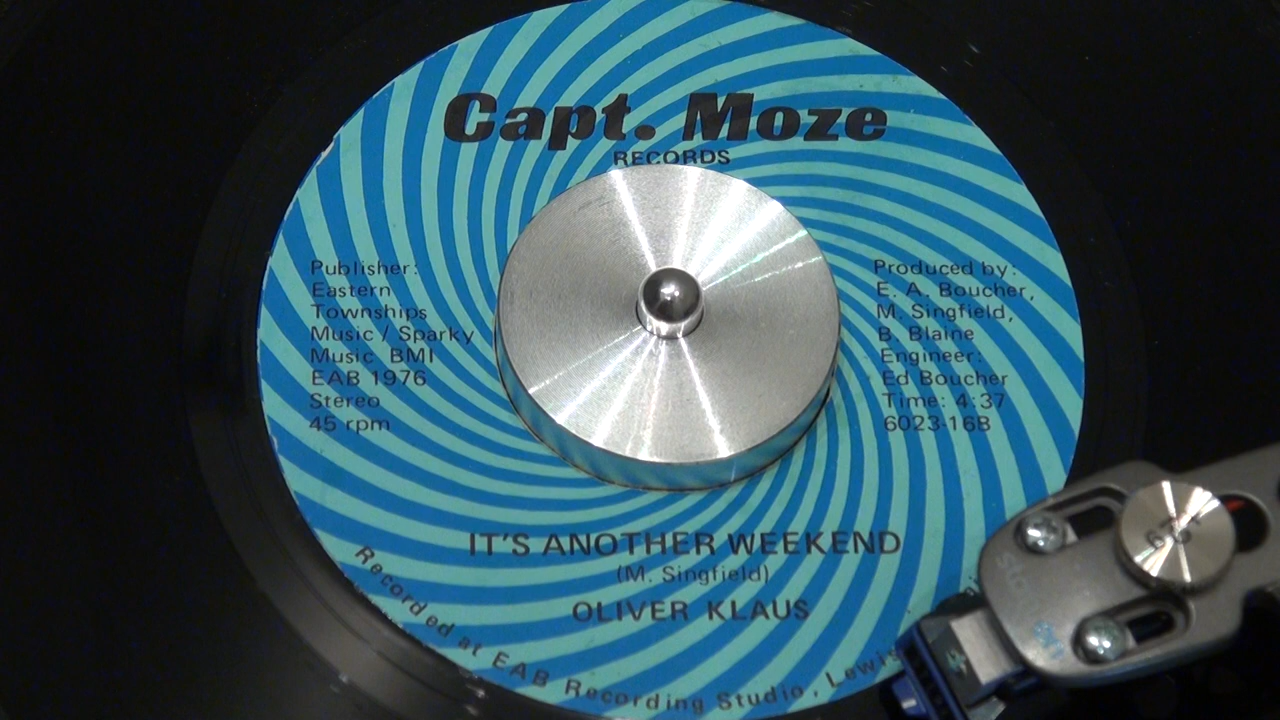 Capt. Moze
RECORDS
Publisher:
Eastern
Townships
Music / Sparky
Music BMI
EAB 1976
Stereo
45 rpm
Produced by:
E. A. Boucher,
M. Singfield,
B. Blaine
Engineer:
Ed Boucher
Time: 4:37
6023-16B
IT'S ANOTHER WEEKEND
(M. Singfield)
OLIVER KLAUS
Recorded at EAB Recording Studio, Lewis